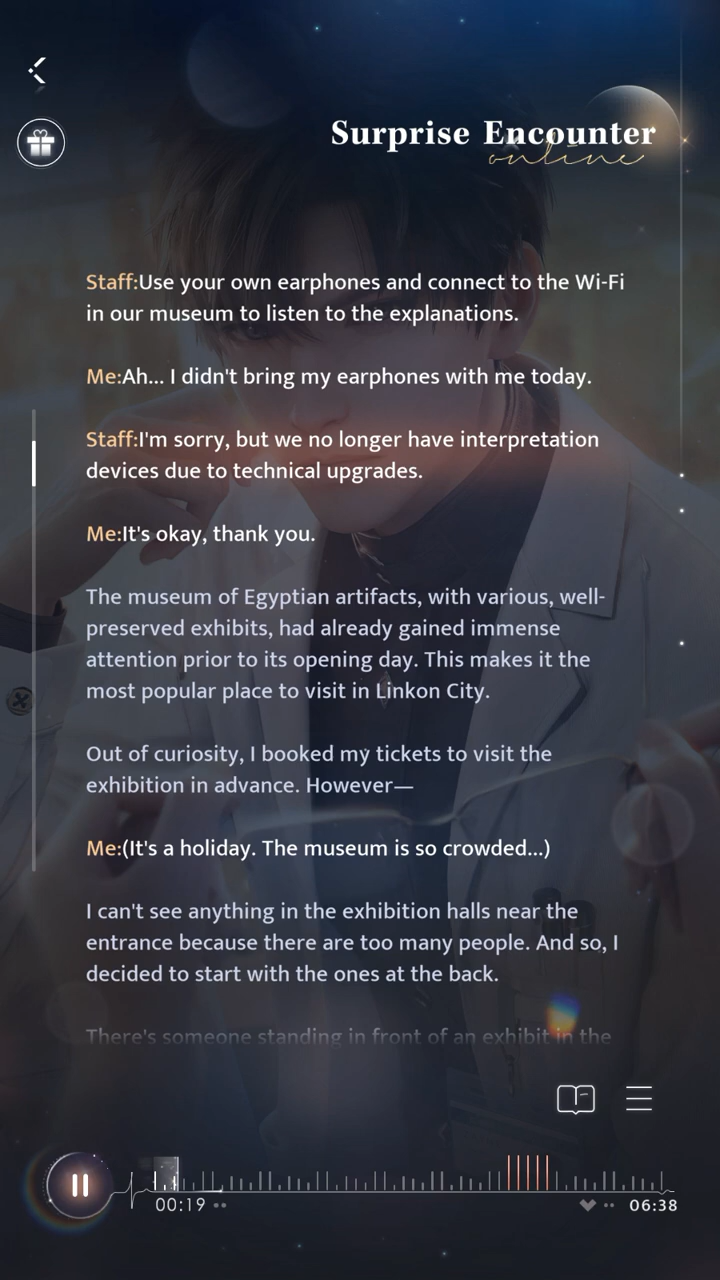 Surprise Encounter
online
Staff:Use your own earphones and connect to the Wi-Fi
in our museum to listen to the explanations.
Me:Ah... I didn't bring my earphones with me today.
Staff:I'm sorry, but we no longer have interpretation
devices due to technical upgrades.
Me:It's okay, thank you.
The museum of Egyptian artifacts, with various, well-
preserved exhibits, had already gained immense
attention prior to its opening day. This makes it the
most popular place to visit in Linkon City.
Out of curiosity, I booked my tickets to visit the
exhibition in advance. However—
Me:(It's a holiday. The museum is so crowded...)
I can't see anything in the exhibition halls near the
entrance because there are too many people. And so, I
decided to start with the ones at the back.
There's someone standing in front of an exhibit in the
00:19
06:38